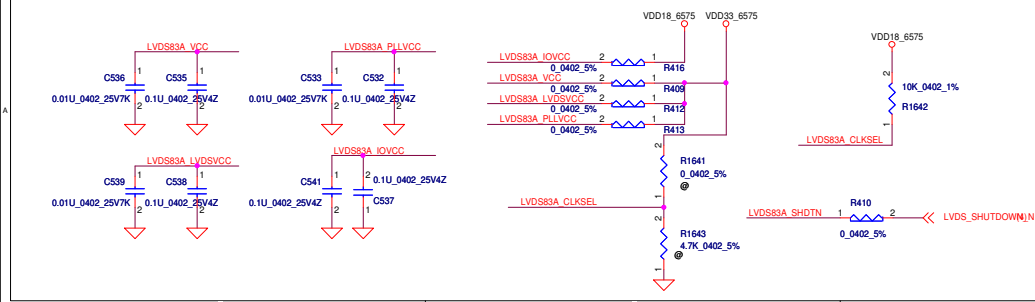 VDD18_6575 VDD33_6575
VDD18_6575
LVDS83A_VCC
C536 1 2
0.01U_0402_25V7K
C535 1 2
0.1U_0402_25V4Z
LVDS83A_PLLVCC
C533 1 2
0.01U_0402_25V7K
C532 1 2
0.1U_0402_25V4Z
LVDS83A_IOVCC 2 1 R416
0_0402_5%
LVDS83A_VCC 2 1 R409
0_0402_5%
LVDS83A_LVDSVCC 2 1 R412
0_0402_5%
LVDS83A_PLLVCC 2 1 R413
0_0402_5%
2
10K_0402_1%
R1642
1
LVDS83A_CLKSEL
A
LVDS83A_LVDSVCC
C539 1 2
0.01U_0402_25V7K
C538 1 2
0.1U_0402_25V4Z
LVDS83A_IOVCC
C541 1 2
0.1U_0402_25V4Z
2
0.1U_0402_25V4Z
C537
1
2
R1641
0_0402_5%
@
1
LVDS83A_CLKSEL
2
R1643
4.7K_0402_5%
@
1
R410
LVDS83A_SHDTN 1 2
0_0402_5%